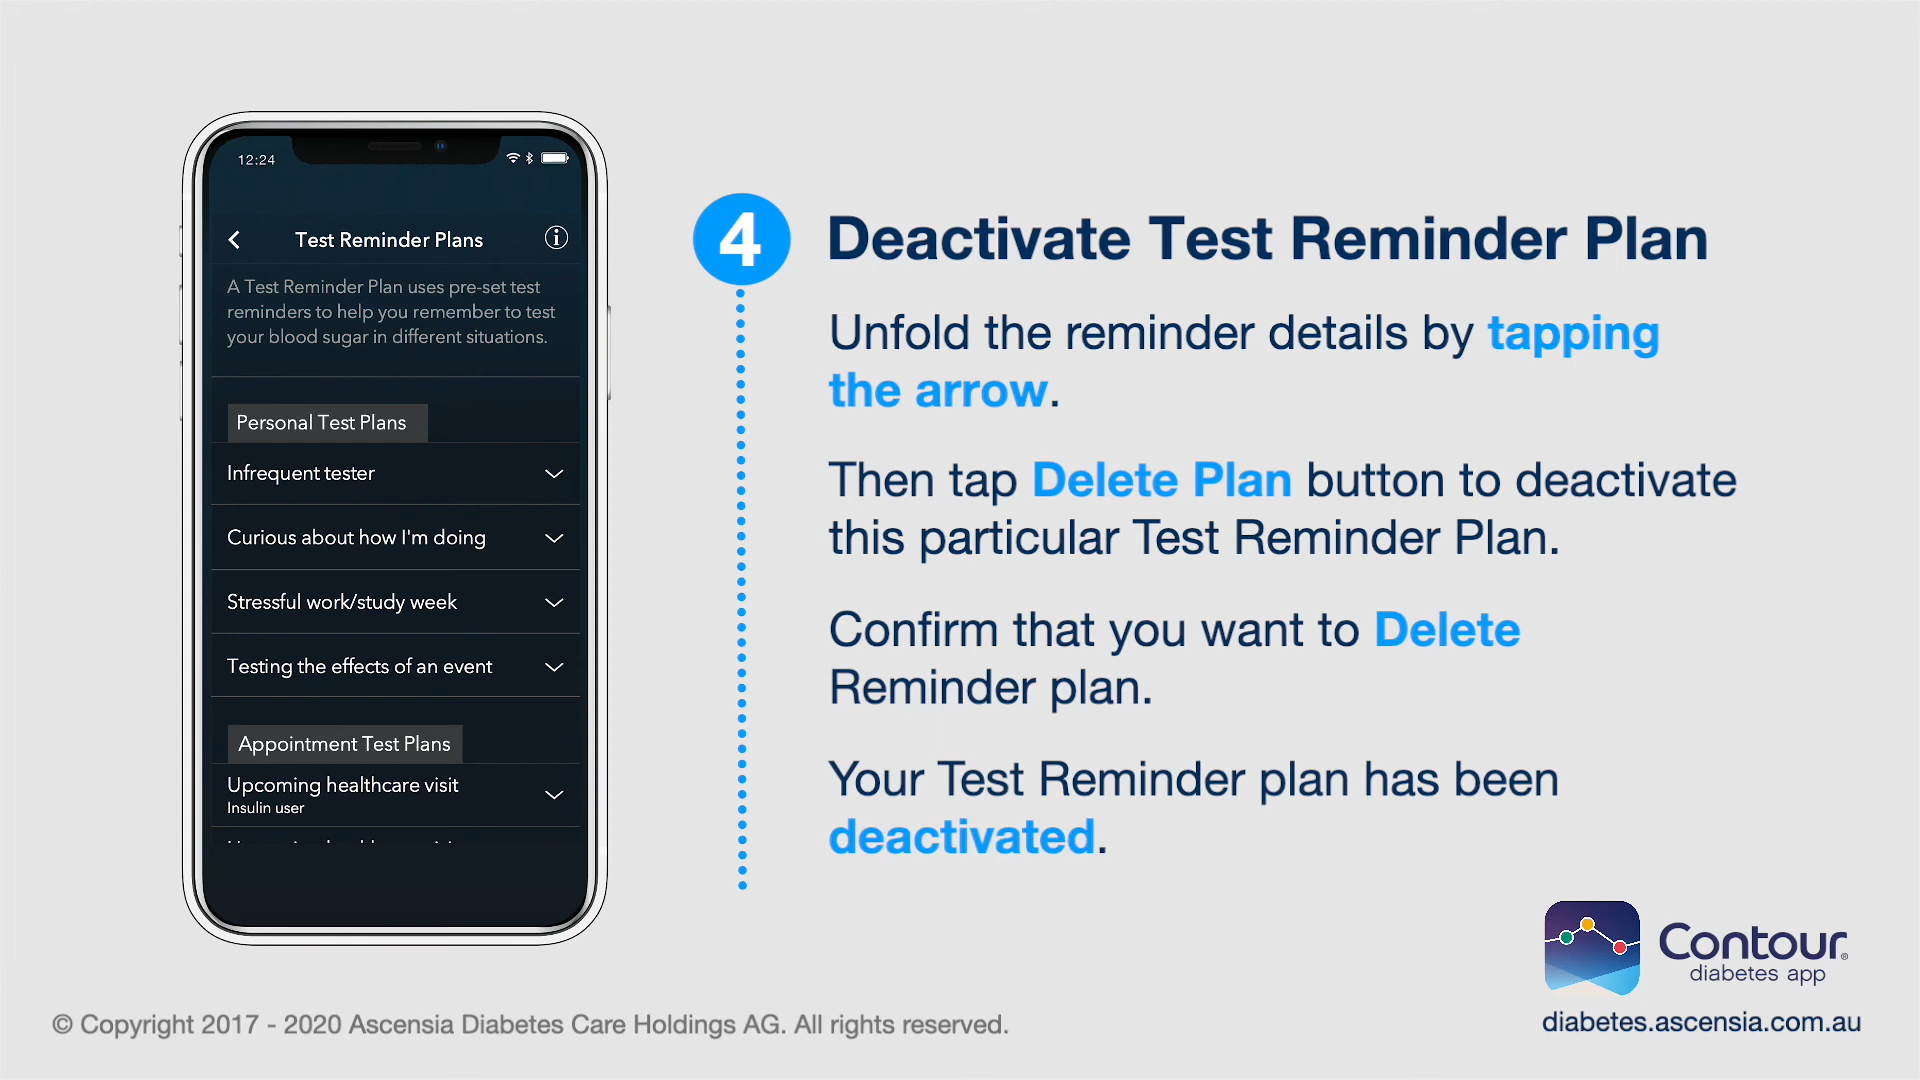 12:24
Test Reminder Plans
A Test Reminder Plan uses pre-set test
reminders to help you remember to test
your blood sugar in different situations.
Personal Test Plans
Infrequent tester
Curious about how I'm doing
Stressful work/study week
Testing the effects of an event
Appointment Test Plans
Upcoming healthcare visit
Insulin user
4
Deactivate Test Reminder Plan
Unfold the reminder details by tapping
the arrow.
Then tap Delete Plan button to deactivate
this particular Test Reminder Plan.
Confirm that you want to Delete
Reminder plan.
Your Test Reminder plan has been
deactivated.
Contour®
diabetes app
diabetes.ascensia.com.au
© Copyright 2017 - 2020 Ascensia Diabetes Care Holdings AG. All rights reserved.